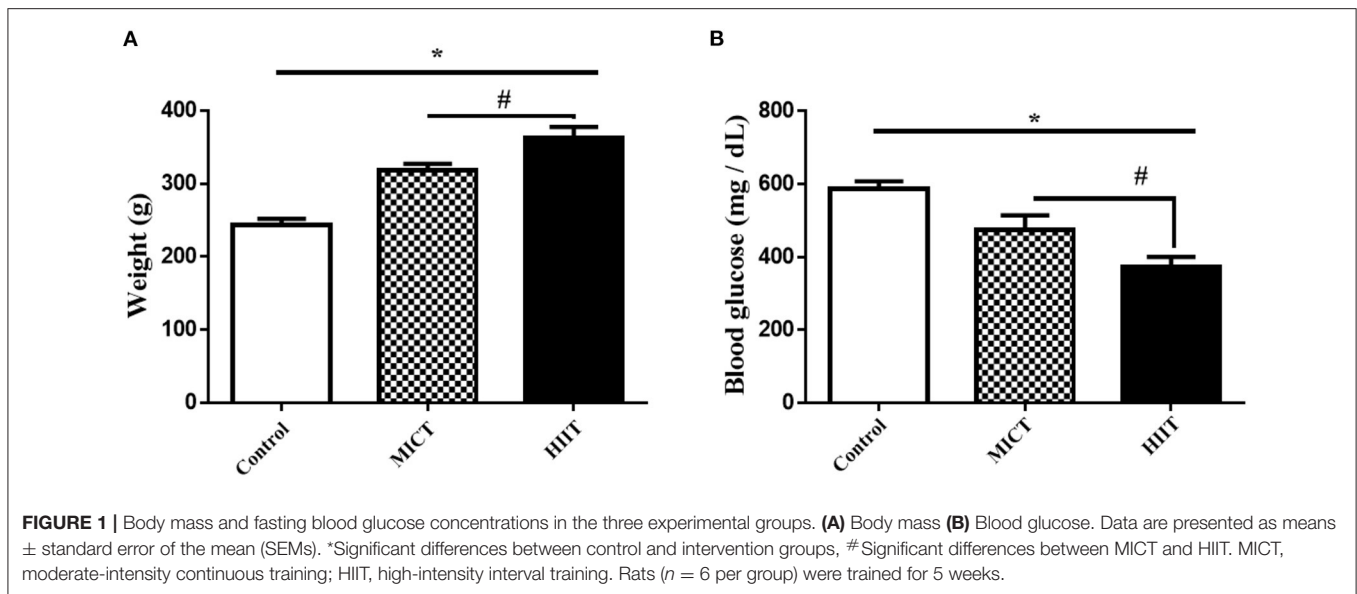 A
*
#
400
300
200
100
0
Weight (g)
Control
MICT
HIIT
B
*
#
800
600
400
200
0
Blood glucose (mg / dL)
Control
MICT
HIIT
FIGURE 1 | Body mass and fasting blood glucose concentrations in the three experimental groups. (A) Body mass (B) Blood glucose. Data are presented as means
± standard error of the mean (SEMs). *Significant differences between control and intervention groups, #Significant differences between MICT and HIIT. MICT,
moderate-intensity continuous training; HIIT, high-intensity interval training. Rats (n = 6 per group) were trained for 5 weeks.